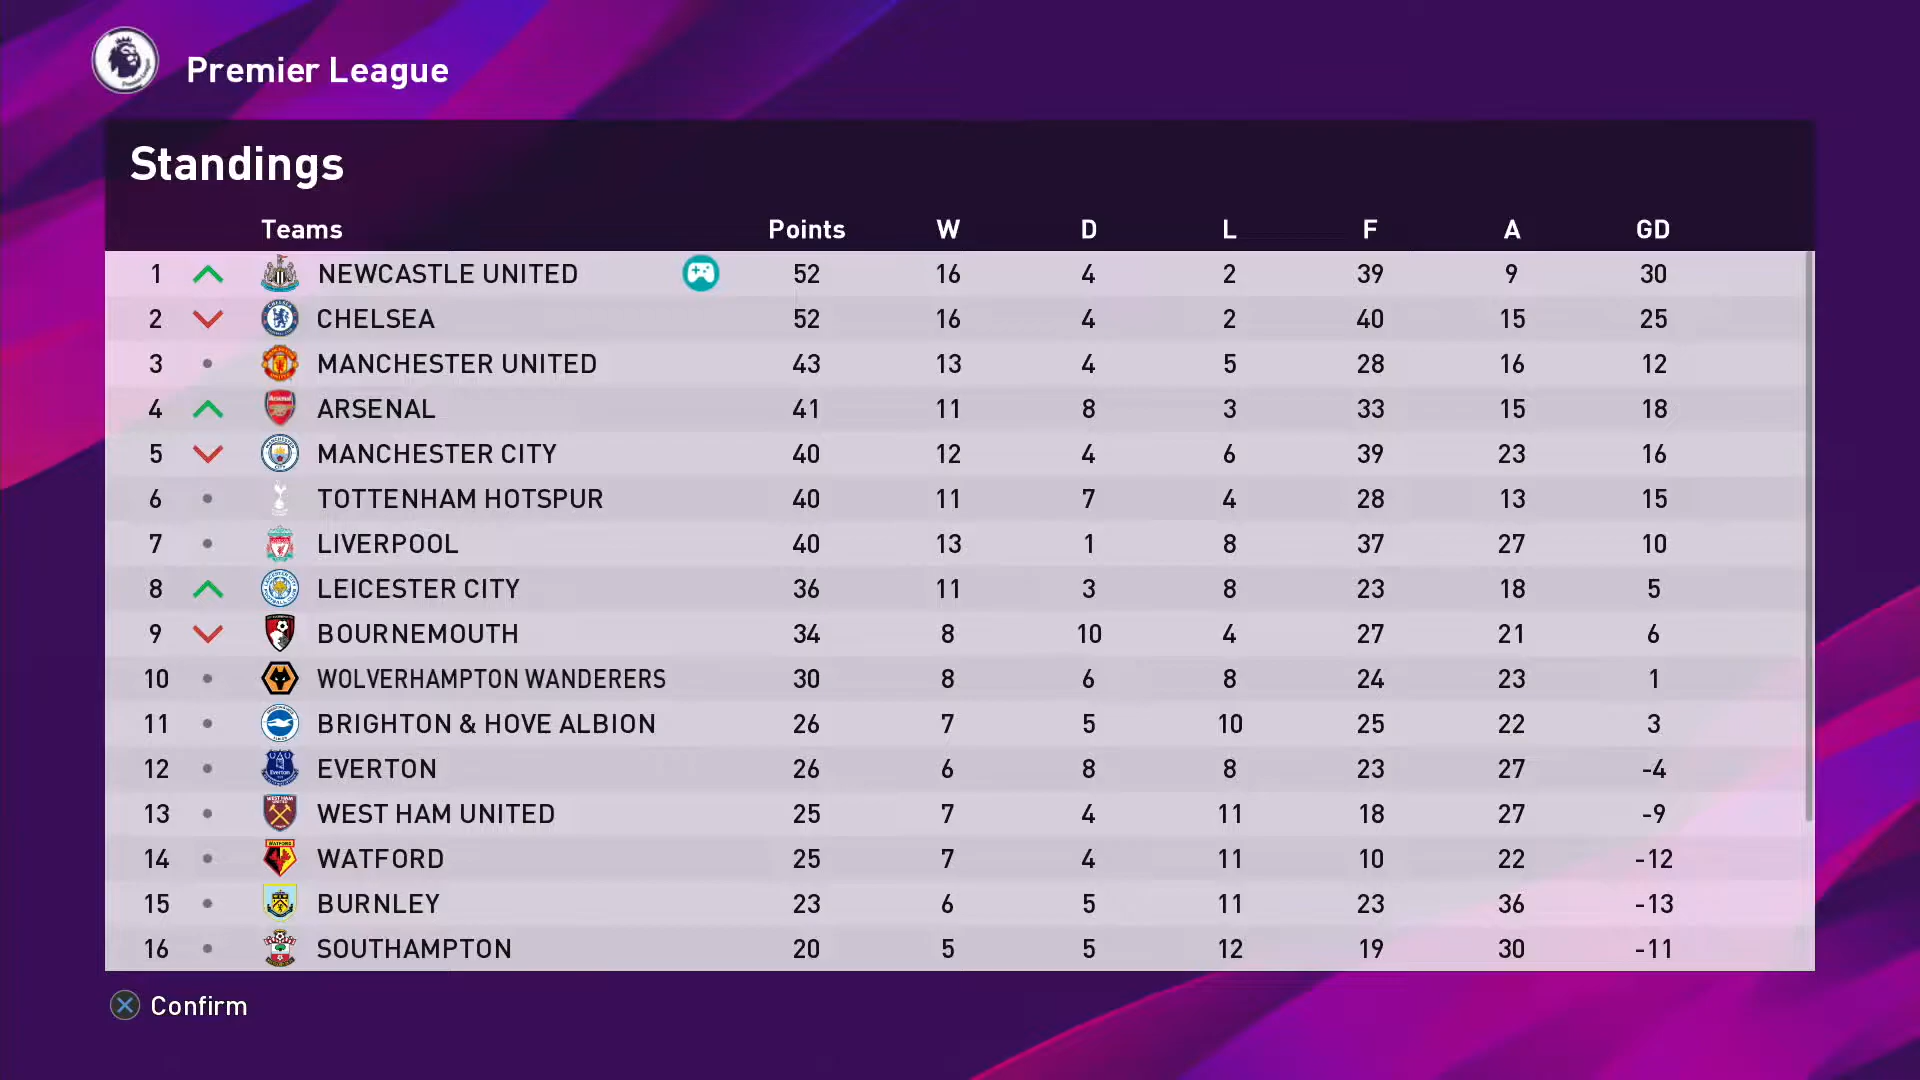 Premier League
Standings
Teams Points W D L F A GD
1 NEWCASTLE UNITED 52 16 4 2 39 9 30
2 CHELSEA 52 16 4 2 40 15 25
3 MANCHESTER UNITED 43 13 4 5 28 16 12
4 ARSENAL 41 11 8 3 33 15 18
5 MANCHESTER CITY 40 12 4 6 39 23 16
6 TOTTENHAM HOTSPUR 40 11 7 4 28 13 15
7 LIVERPOOL 40 13 1 8 37 27 10
8 LEICESTER CITY 36 11 3 8 23 18 5
9 BOURNEMOUTH 34 8 10 4 27 21 6
10 WOLVERHAMPTON WANDERERS 30 8 6 8 24 23 1
11 BRIGHTON & HOVE ALBION 26 7 5 10 25 22 3
12 EVERTON 26 6 8 8 23 27 -4
13 WEST HAM UNITED 25 7 4 11 18 27 -9
14 WATFORD 25 7 4 11 10 22 -12
15 BURNLEY 23 6 5 11 23 36 -13
16 SOUTHAMPTON 20 5 5 12 19 30 -11
Confirm